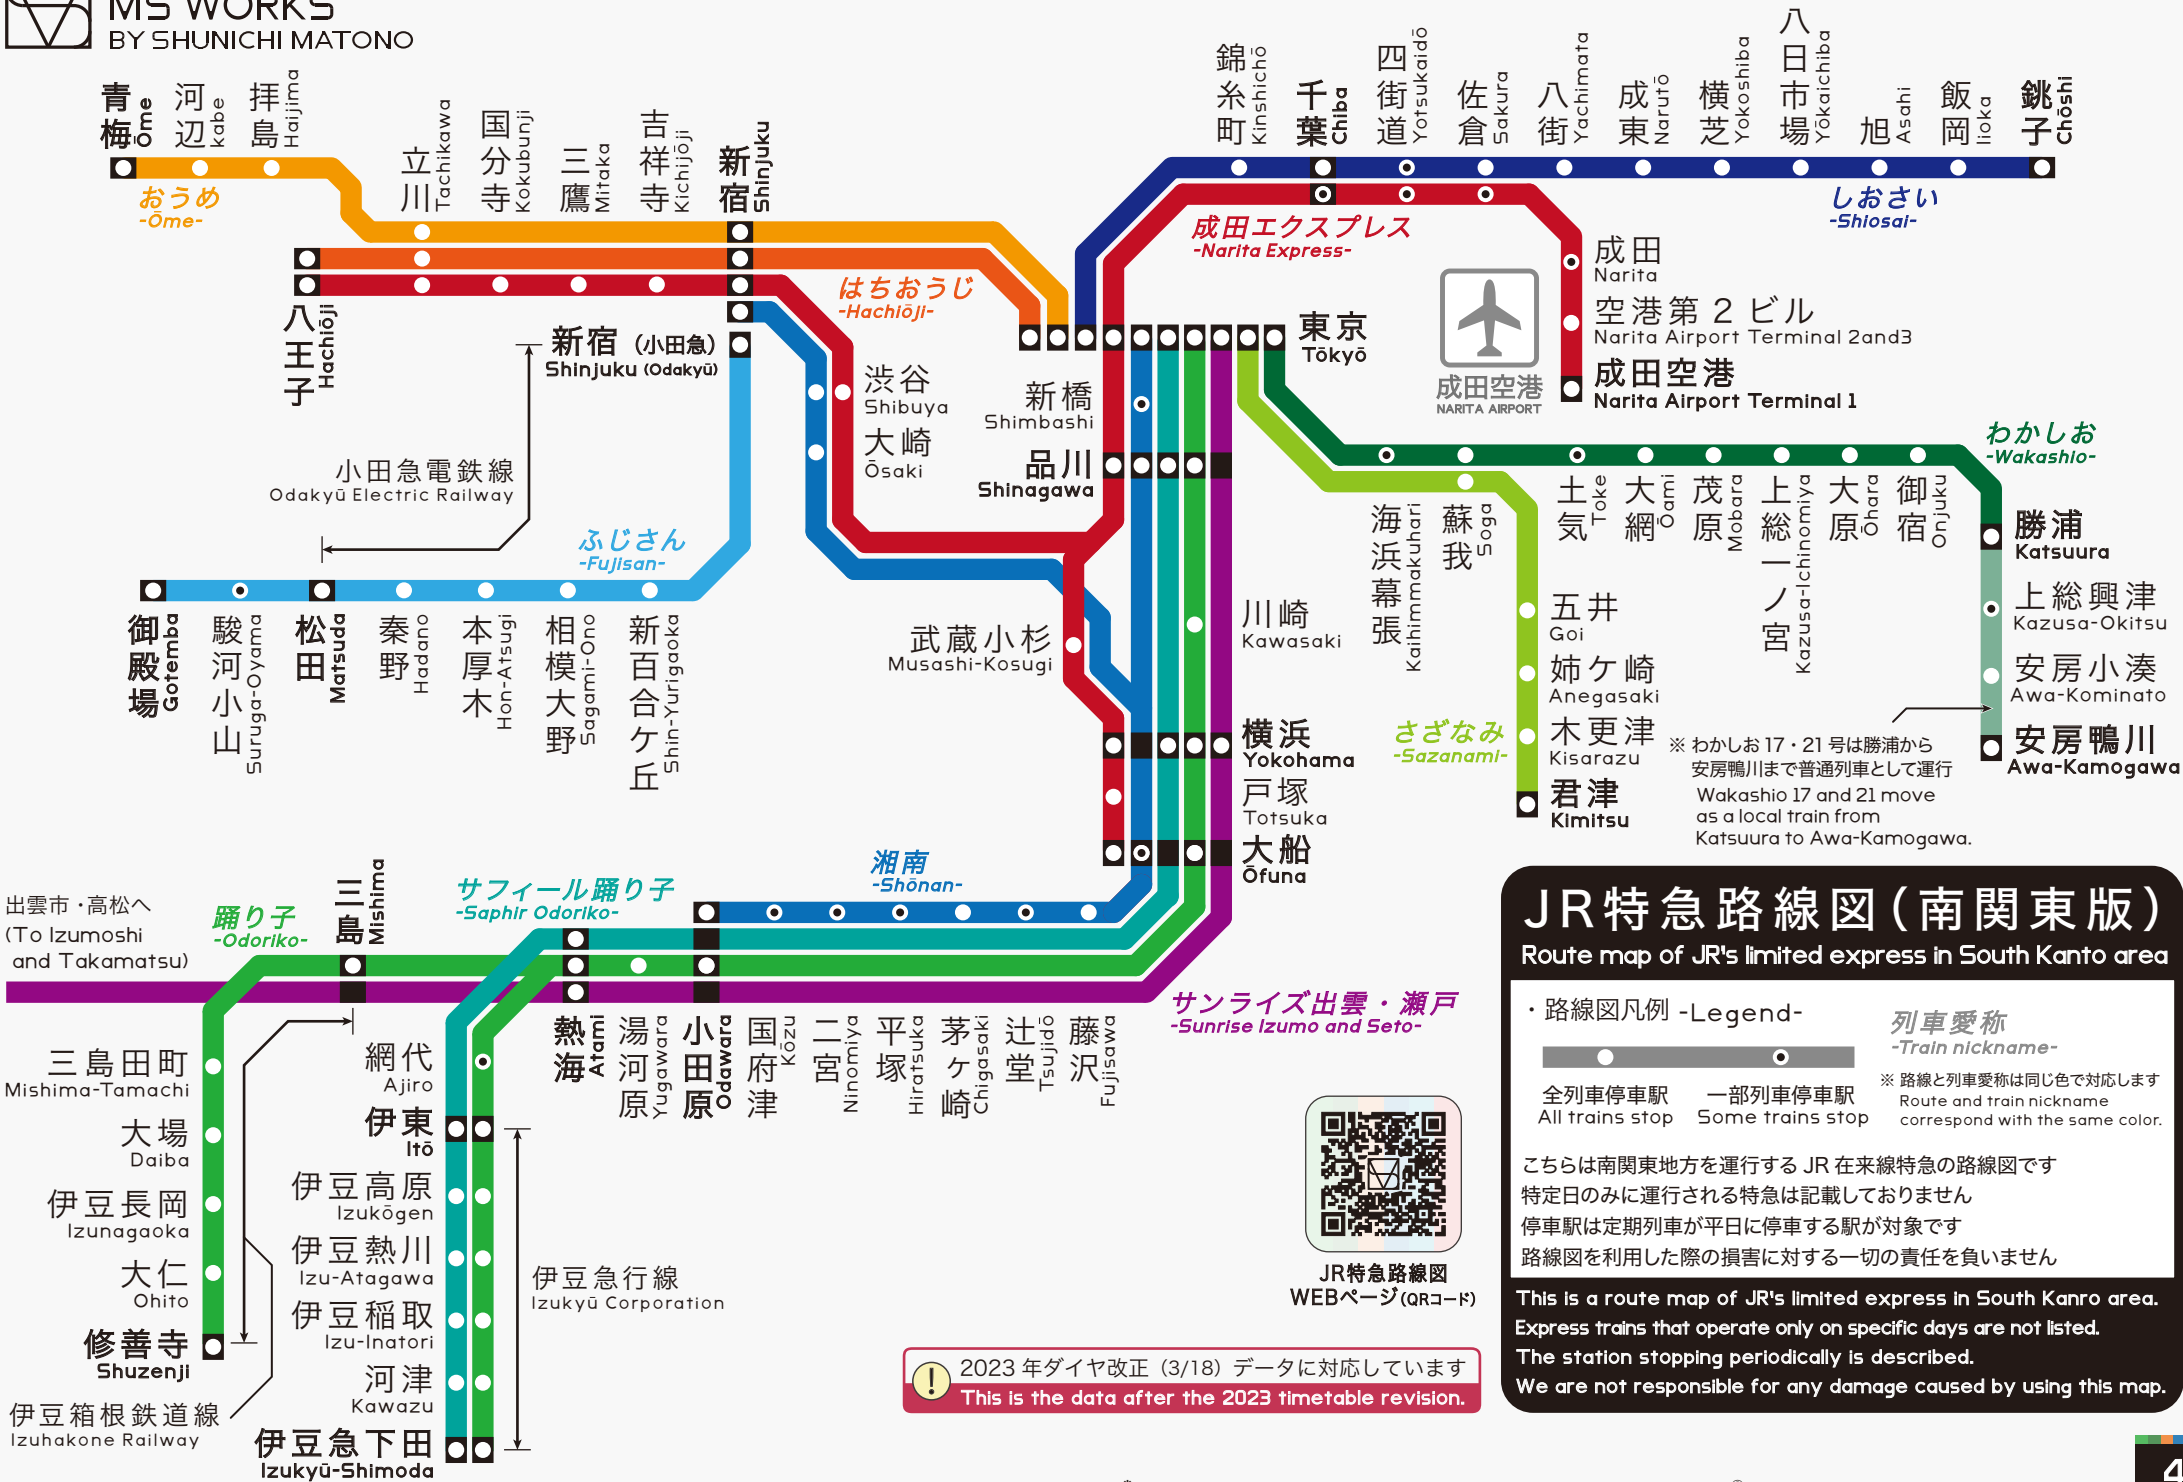 MS WORKS
BY SHUNICHI MATONO
青梅
Ōme
河辺
kabe
拝島
Haijima
立川
Tachikawa
国分寺
Kokubunji
三鷹
Mitaka
吉祥寺
Kichijōji
新宿
Shinjuku
おうめ
-Ōme-
八王子
Hachiōji
はちおうじ
-Hachiōji-
錦糸町
Kinshichō
千葉
Chiba
四街道
Yotsukaidō
佐倉
Sakura
八街
Yachimata
成東
Narutō
横芝
Yokoshiba
八日市場
Yōkaichiba
旭
Asahi
飯岡
Iioka
銚子
Chōshi
しおさい
-Shiosai-
成田エクスプレス
-Narita Express-
成田
Narita
空港第2ビル
Narita Airport Terminal 2and3
成田空港
Narita Airport Terminal 1
成田空港
NARITA AIRPORT
東京
Tōkyō
新宿(小田急)
Shinjuku (Odakyū)
渋谷
Shibuya
大崎
Ōsaki
新橋
Shimbashi
品川
Shinagawa
小田急電鉄線
Odakyū Electric Railway
ふじさん
-Fujisan-
御殿場
Gotemba
駿河小山
Suruga-Oyama
松田
Matsuda
秦野
Hadano
本厚木
Hon-Atsugi
相模大野
Sagami-Ono
新百合ケ丘
Shin-Yurigaoka
武蔵小杉
Musashi-Kosugi
川崎
Kawasaki
横浜
Yokohama
戸塚
Totsuka
大船
Ōfuna
わかしお
-Wakashio-
海浜幕張
Kaihimmakuhari
蘇我
Soga
土気
Toke
大網
Ōami
茂原
Mobara
上総一ノ宮
Kazusa-Ichinomiya
大原
Ōhara
御宿
Onjuku
勝浦
Katsuura
上総興津
Kazusa-Okitsu
安房小湊
Awa-Kominato
安房鴨川
Awa-Kamogawa
五井
Goi
姉ケ崎
Anegasaki
木更津
Kisarazu
君津
Kimitsu
さざなみ
-Sazanami-
※ わかしお17・21号は勝浦から
安房鴨川まで普通列車として運行
Wakashio 17 and 21 move
as a local train from
Katsuura to Awa-Kamogawa.
出雲市・高松へ
(To Izumoshi
and Takamatsu)
踊り子
-Odoriko-
三島
Mishima
サフィール踊り子
-Saphir Odoriko-
湘南
-Shōnan-
サンライズ出雲・瀬戸
-Sunrise Izumo and Seto-
熱海
Atami
湯河原
Yugawara
小田原
Odawara
国府津
Kōzu
二宮
Ninomiya
平塚
Hiratsuka
茅ヶ崎
Chigasaki
辻堂
Tsujidō
藤沢
Fujisawa
三島田町
Mishima-Tamachi
大場
Daiba
伊豆長岡
Izunagaoka
大仁
Ohito
修善寺
Shuzenji
伊豆箱根鉄道線
Izuhakone Railway
網代
Ajiro
伊東
Itō
伊豆高原
Izukōgen
伊豆熱川
Izu-Atagawa
伊豆稲取
Izu-Inatori
河津
Kawazu
伊豆急下田
Izukyū-Shimoda
伊豆急行線
Izukyū Corporation
JR特急路線図
WEBページ(QRコード)
! 2023年ダイヤ改正(3/18)データに対応しています
This is the data after the 2023 timetable revision.
JR特急路線図(南関東版)
Route map of JR's limited express in South Kanto area
・路線図凡例 -Legend-
列車愛称
-Train nickname-
全列車停車駅
All trains stop
一部列車停車駅
Some trains stop
※ 路線と列車愛称は同じ色で対応します
Route and train nickname
correspond with the same color.
こちらは南関東地方を運行するJR在来線特急の路線図です
特定日のみに運行される特急は記載しておりません
停車駅は定期列車が平日に停車する駅が対象です
路線図を利用した際の損害に対する一切の責任を負いません
This is a route map of JR's limited express in South Kanro area.
Express trains that operate only on specific days are not listed.
The station stopping periodically is described.
We are not responsible for any damage caused by using this map.